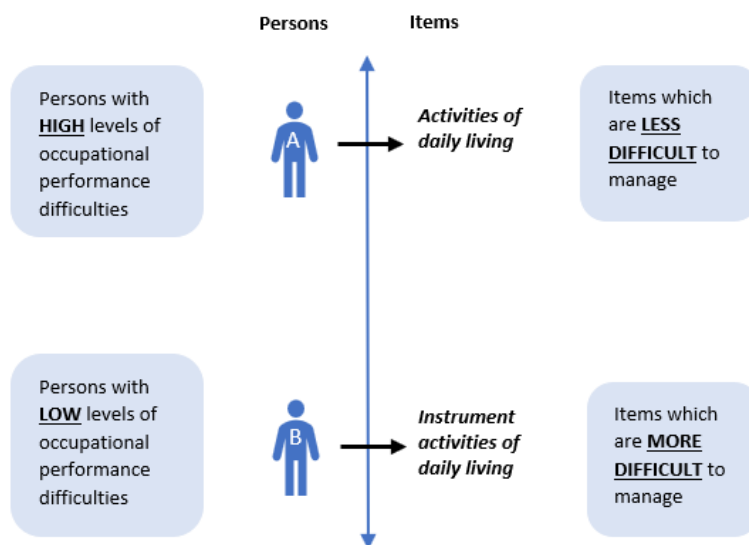 Persons
Items
Persons with
HIGH levels of
occupational
performance
difficulties
A
Activities of
daily living
Items which
are LESS
DIFFICULT to
manage
Persons with
LOW levels of
occupational
performance
difficulties
B
Instrument
activities of
daily living
Items which
are MORE
DIFFICULT to
manage